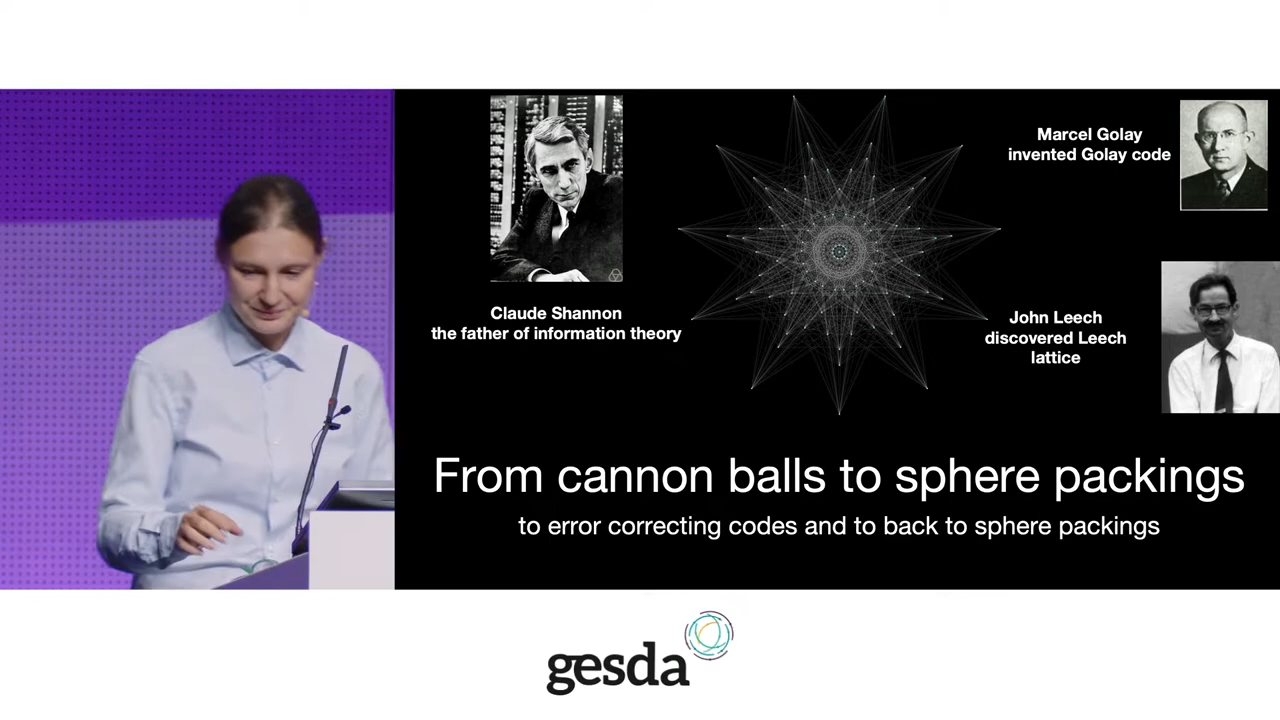 Claude Shannon
the father of information theory
Marcel Golay
invented Golay code
John Leech
discovered Leech
lattice
From cannon balls to sphere packings
to error correcting codes and to back to sphere packings
gesda